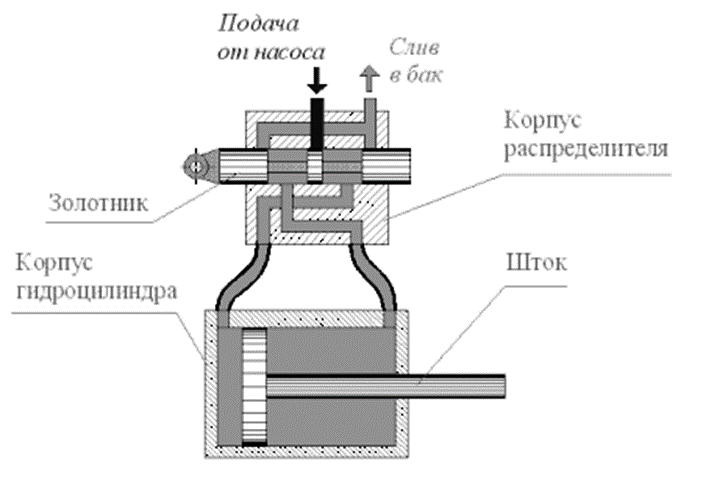 Подача
от насоса
Слив
в бак
Корпус
распределителя
Золотник
Корпус
гидроцилиндра
Шток